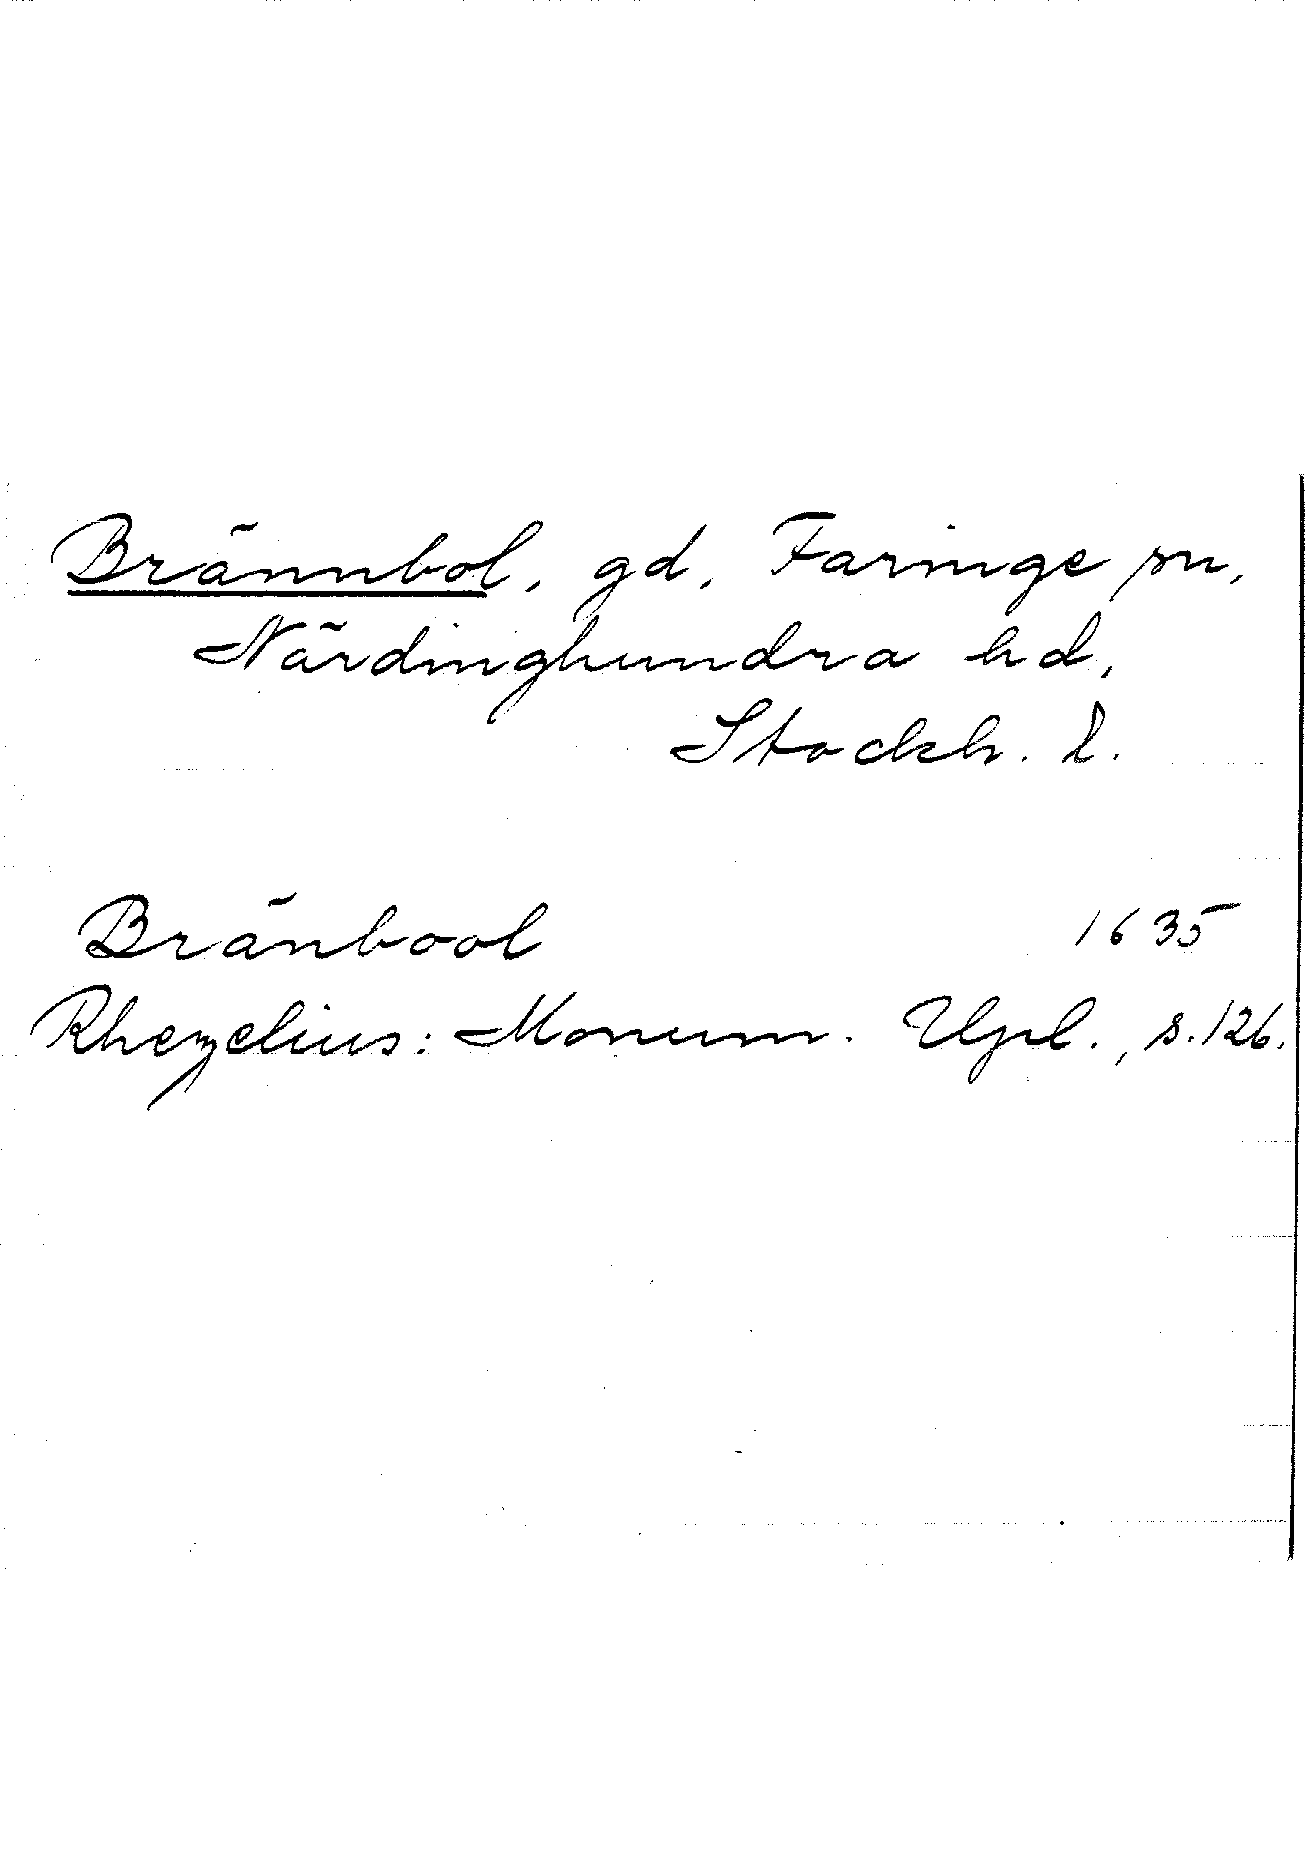 Brännbol, gd, Faringe sn,
Närdinghundra hd,
Stockh. l.
Bränbool 1635
Rhezelius: Monum. Upl., s. 126.